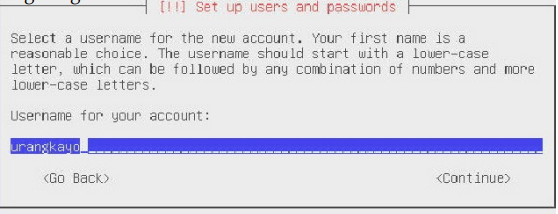 [!!] Set up users and passwords
Select a username for the new account. Your first name is a
reasonable choice. The username should start with a lower-case
letter, which can be followed by any combination of numbers and more
lower-case letters.
Username for your account:
urangkayo
<Go Back> <Continue>